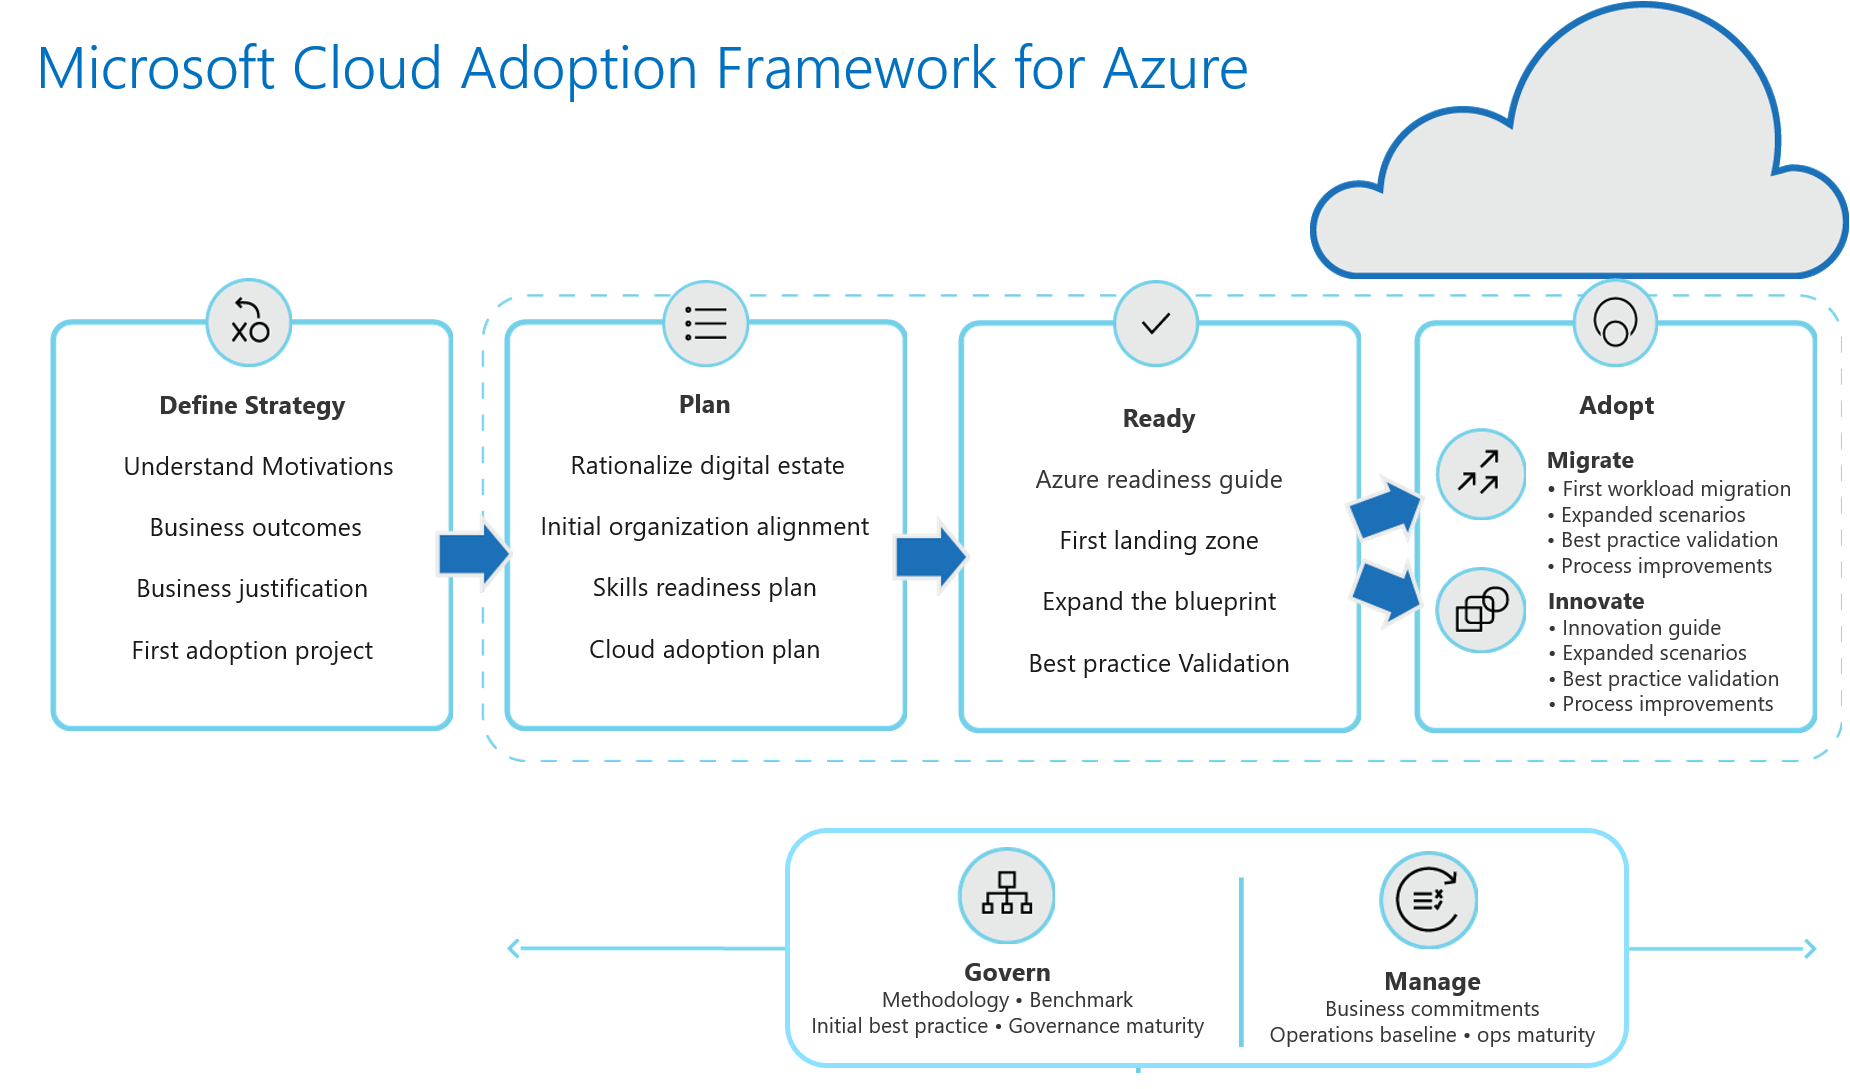 Microsoft Cloud Adoption Framework for Azure
Define Strategy
Understand Motivations
Business outcomes
Business justification
First adoption project
Plan
Rationalize digital estate
Initial organization alignment
Skills readiness plan
Cloud adoption plan
Ready
Azure readiness guide
First landing zone
Expand the blueprint
Best practice Validation
Adopt
Migrate
• First workload migration
• Expanded scenarios
• Best practice validation
• Process improvements
Innovate
• Innovation guide
• Expanded scenarios
• Best practice validation
• Process improvements
Govern
Methodology • Benchmark
Initial best practice • Governance maturity
Manage
Business commitments
Operations baseline • ops maturity